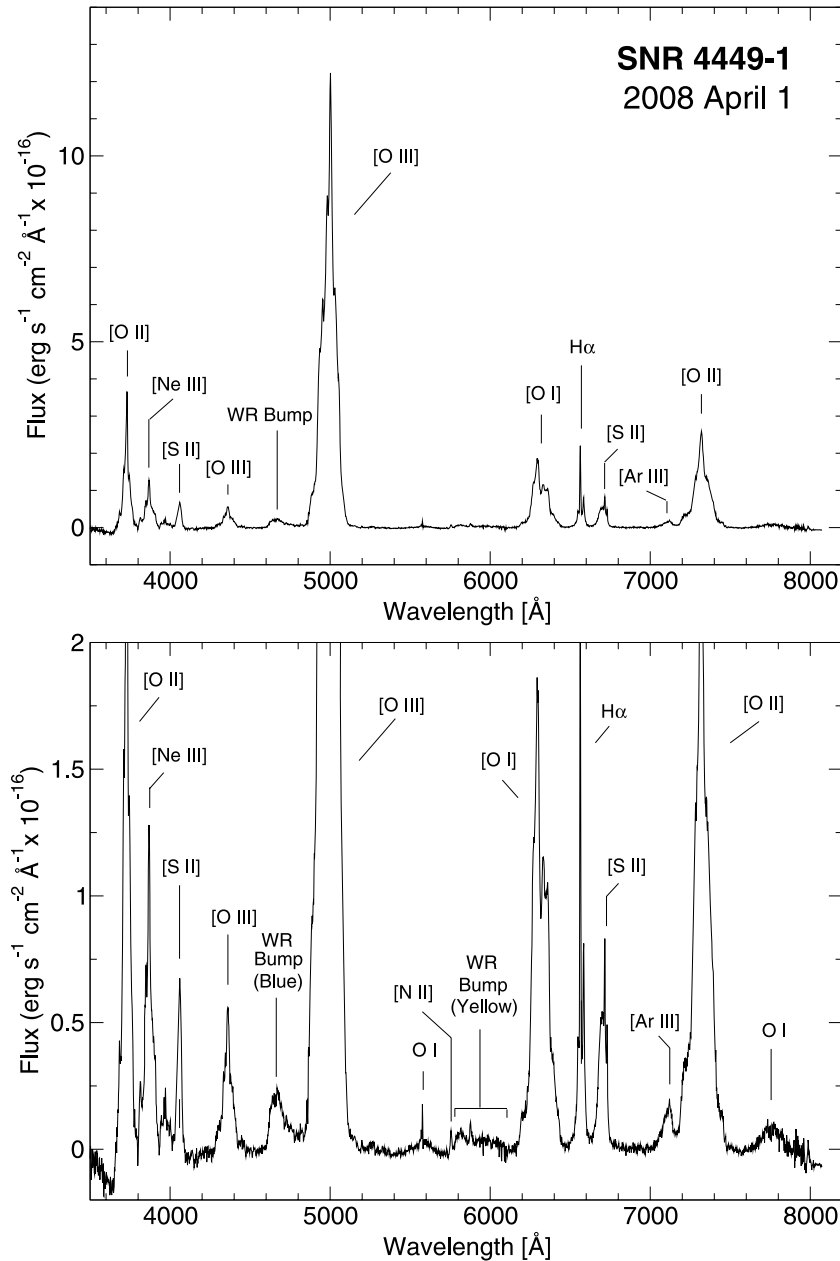 SNR 4449-1
2008 April 1
Flux (erg s⁻¹ cm⁻² Å⁻¹ x 10⁻¹⁶)
10
5
0
[O III]
[O II]
[Ne III]
[S II]
[O III]
WR Bump
[O I]
Hα
[S II]
[Ar III]
[O II]
4000 5000 6000 7000 8000
Wavelength [Å]
Flux (erg s⁻¹ cm⁻² Å⁻¹ x 10⁻¹⁶)
2
1.5
1
0.5
0
[O II]
[Ne III]
[S II]
[O III]
WR
Bump
(Blue)
[O III]
[N II]
O I
WR
Bump
(Yellow)
[O I]
Hα
[S II]
[Ar III]
[O II]
O I
4000 5000 6000 7000 8000
Wavelength [Å]